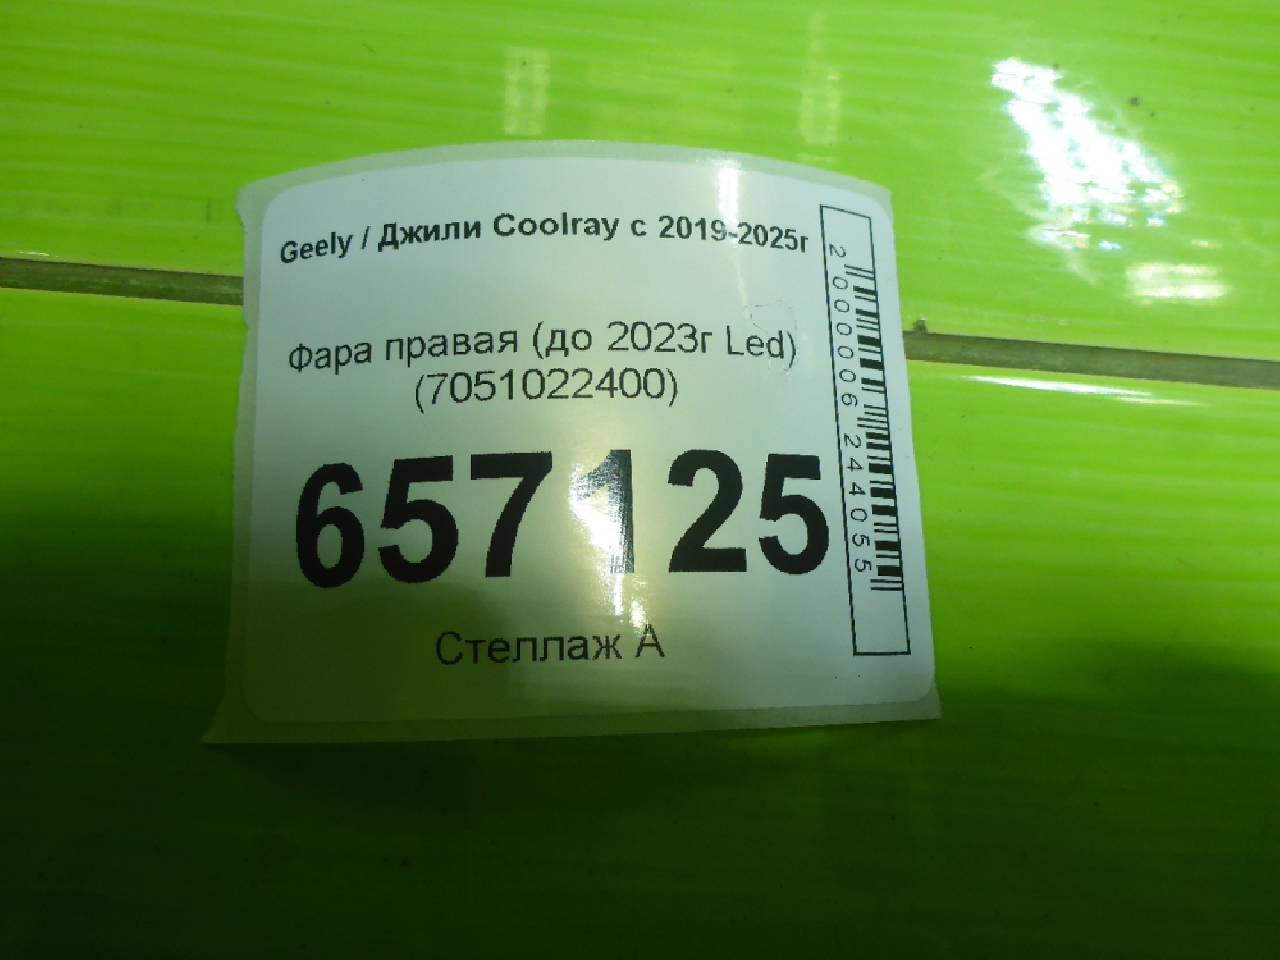 Geely / Джили Coolray с 2019-2025г
Фара правая (до 2023г Led)
(7051022400)
657125
Стеллаж А
2000006244055